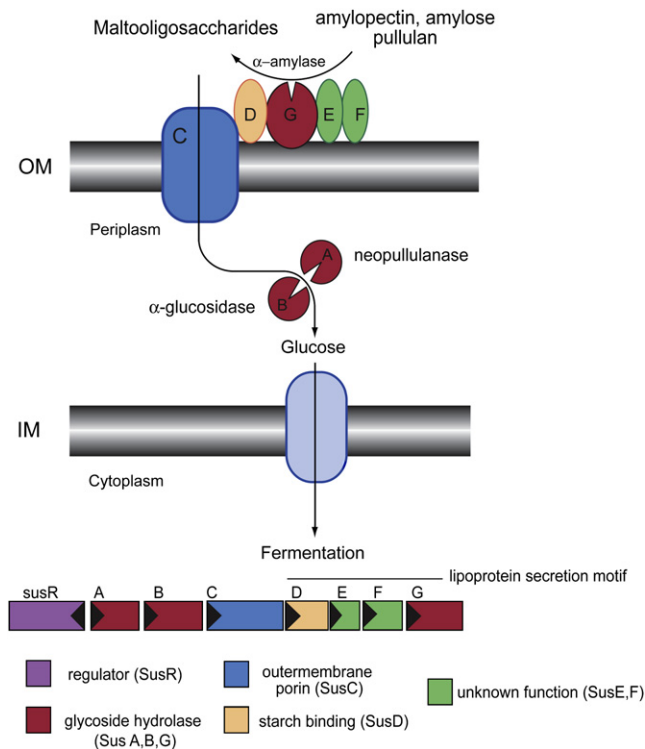 Maltooligosaccharides
amylopectin, amylose
pullulan
α–amylase
C
D
G
E
F
OM
Periplasm
A
neopullulanase
α-glucosidase
B
Glucose
IM
Cytoplasm
Fermentation
lipoprotein secretion motif
susR A B C D E F G
regulator (SusR)
outermembrane
porin (SusC)
unknown function (SusE,F)
glycoside hydrolase
(Sus A,B,G)
starch binding (SusD)